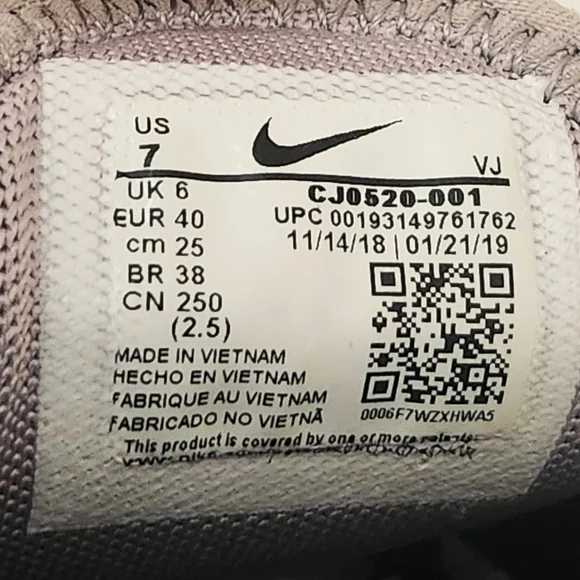 US
7
VJ
UK 6
EUR 40
cm 25
BR 38
CN 250
(2.5)
CJ0520-001
UPC 00193149761762
11/14/18 | 01/21/19
0006F7WZXHWA5
MADE IN VIETNAM
HECHO EN VIETNAM
FABRIQUE AU VIETNAM
FABRICADO NO VIETNÃ
This product is covered by one or more